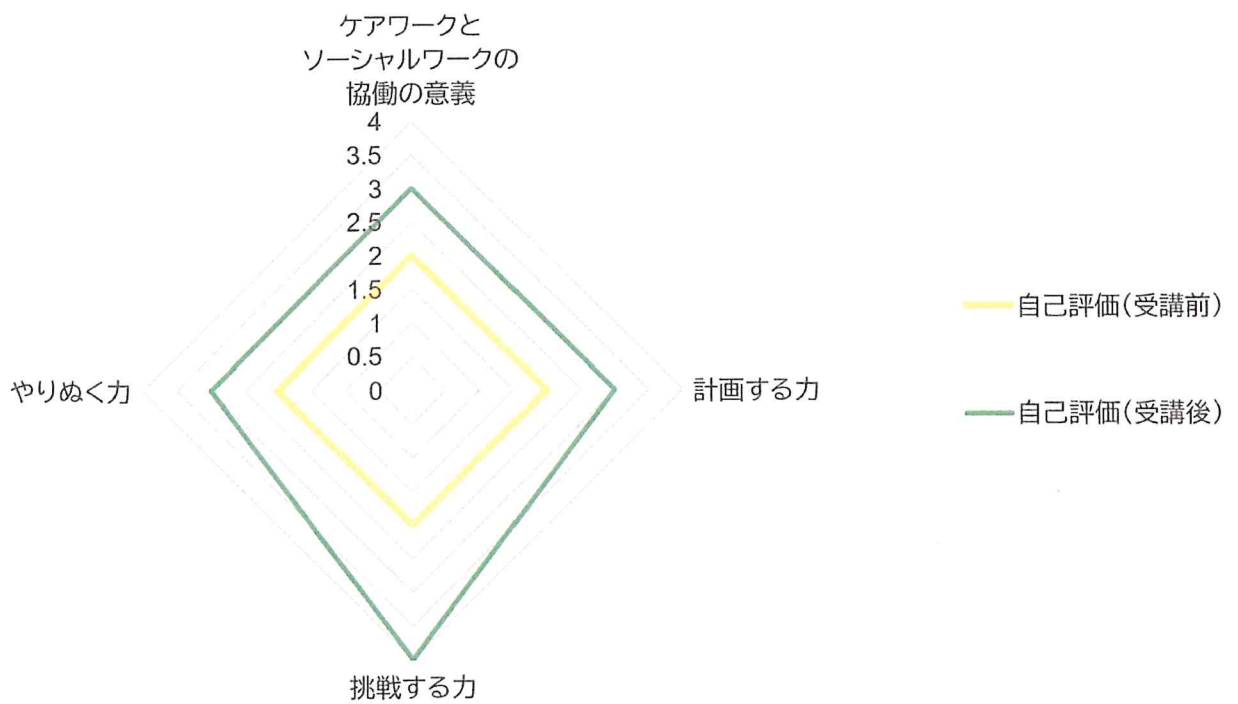 ケアワークと
ソーシャルワークの
協働の意義
4
3.5
3
2.5
2
1.5
1
0.5
0
やりぬく力
計画する力
挑戦する力
自己評価(受講前)
自己評価(受講後)